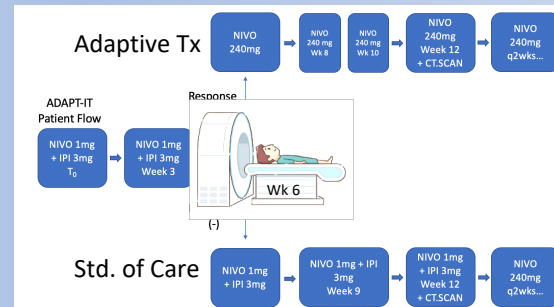 Adaptive Tx
NIVO
240mg
NIVO
240 mg
Wk 8
NIVO
240 mg
Wk 10
NIVO
240mg
Week 12
+ CT.SCAN
NIVO
240mg
q2wks...
Response
ADAPT-IT
Patient Flow
NIVO 1mg
+ IPI 3mg
T0
NIVO 1mg
+ IPI 3mg
Week 3
Wk 6
(-)
Std. of Care
NIVO 1mg
+ IPI 3mg
NIVO 1mg + IPI
3mg
Week 9
NIVO 1mg
+ IPI 3mg
Week 12
+ CT.SCAN
NIVO
240mg
q2wks...